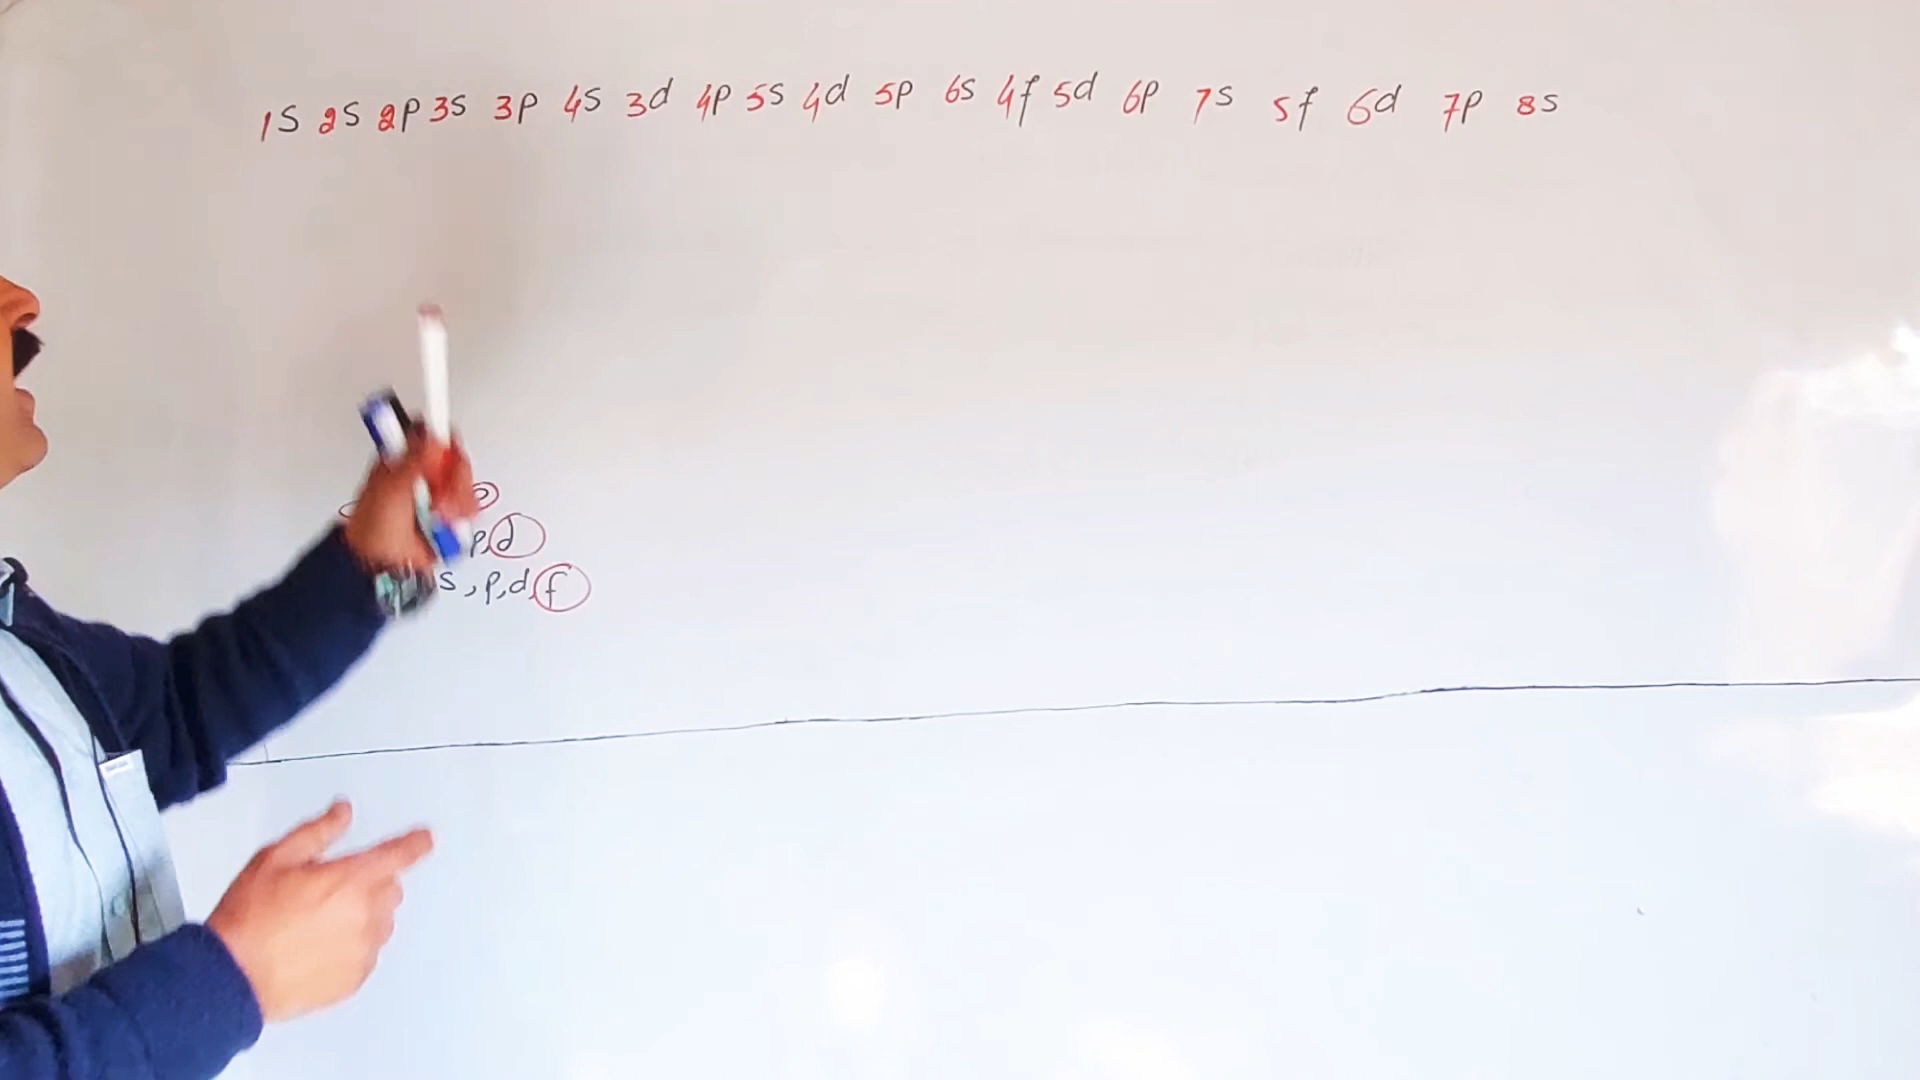 1s 2s 2p 3s 3p 4s 3d 4p 5s 4d 5p 6s 4f 5d 6p 7s 5f 6d 7p 8s
p
p,d
s,p,d,f